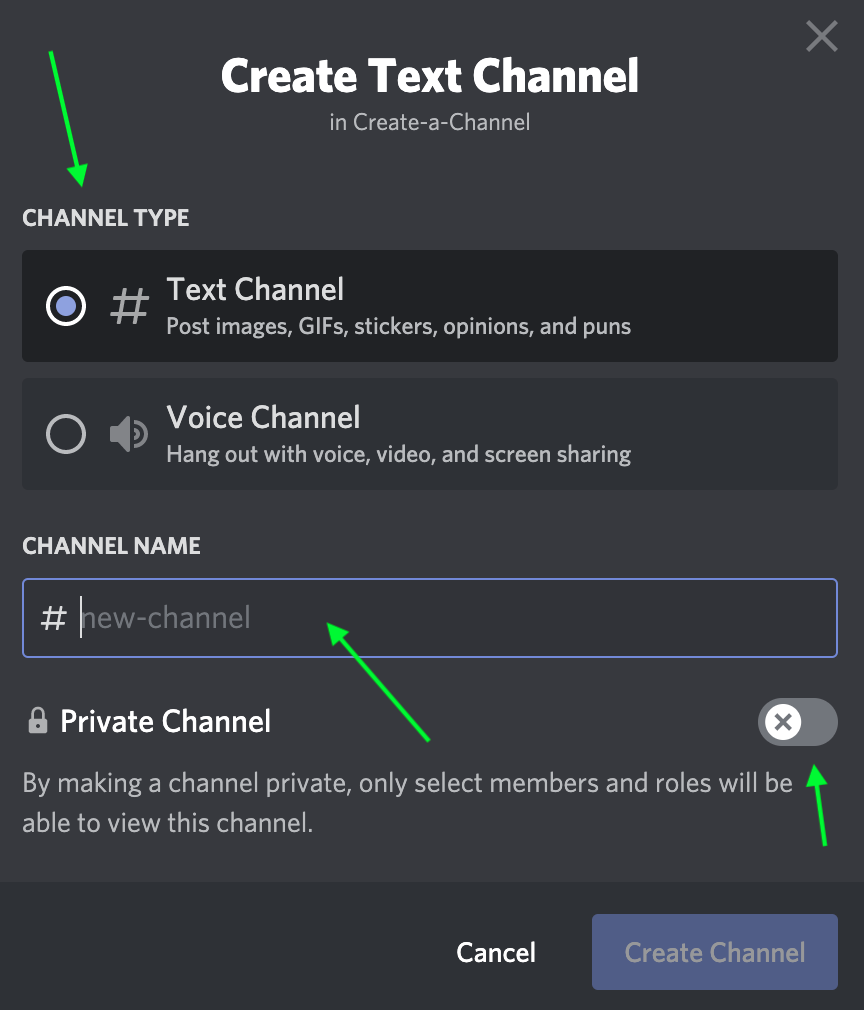 Create Text Channel
in Create-a-Channel
CHANNEL TYPE
# Text Channel
Post images, GIFs, stickers, opinions, and puns
Voice Channel
Hang out with voice, video, and screen sharing
CHANNEL NAME
# new-channel
Private Channel
By making a channel private, only select members and roles will be
able to view this channel.
Cancel
Create Channel